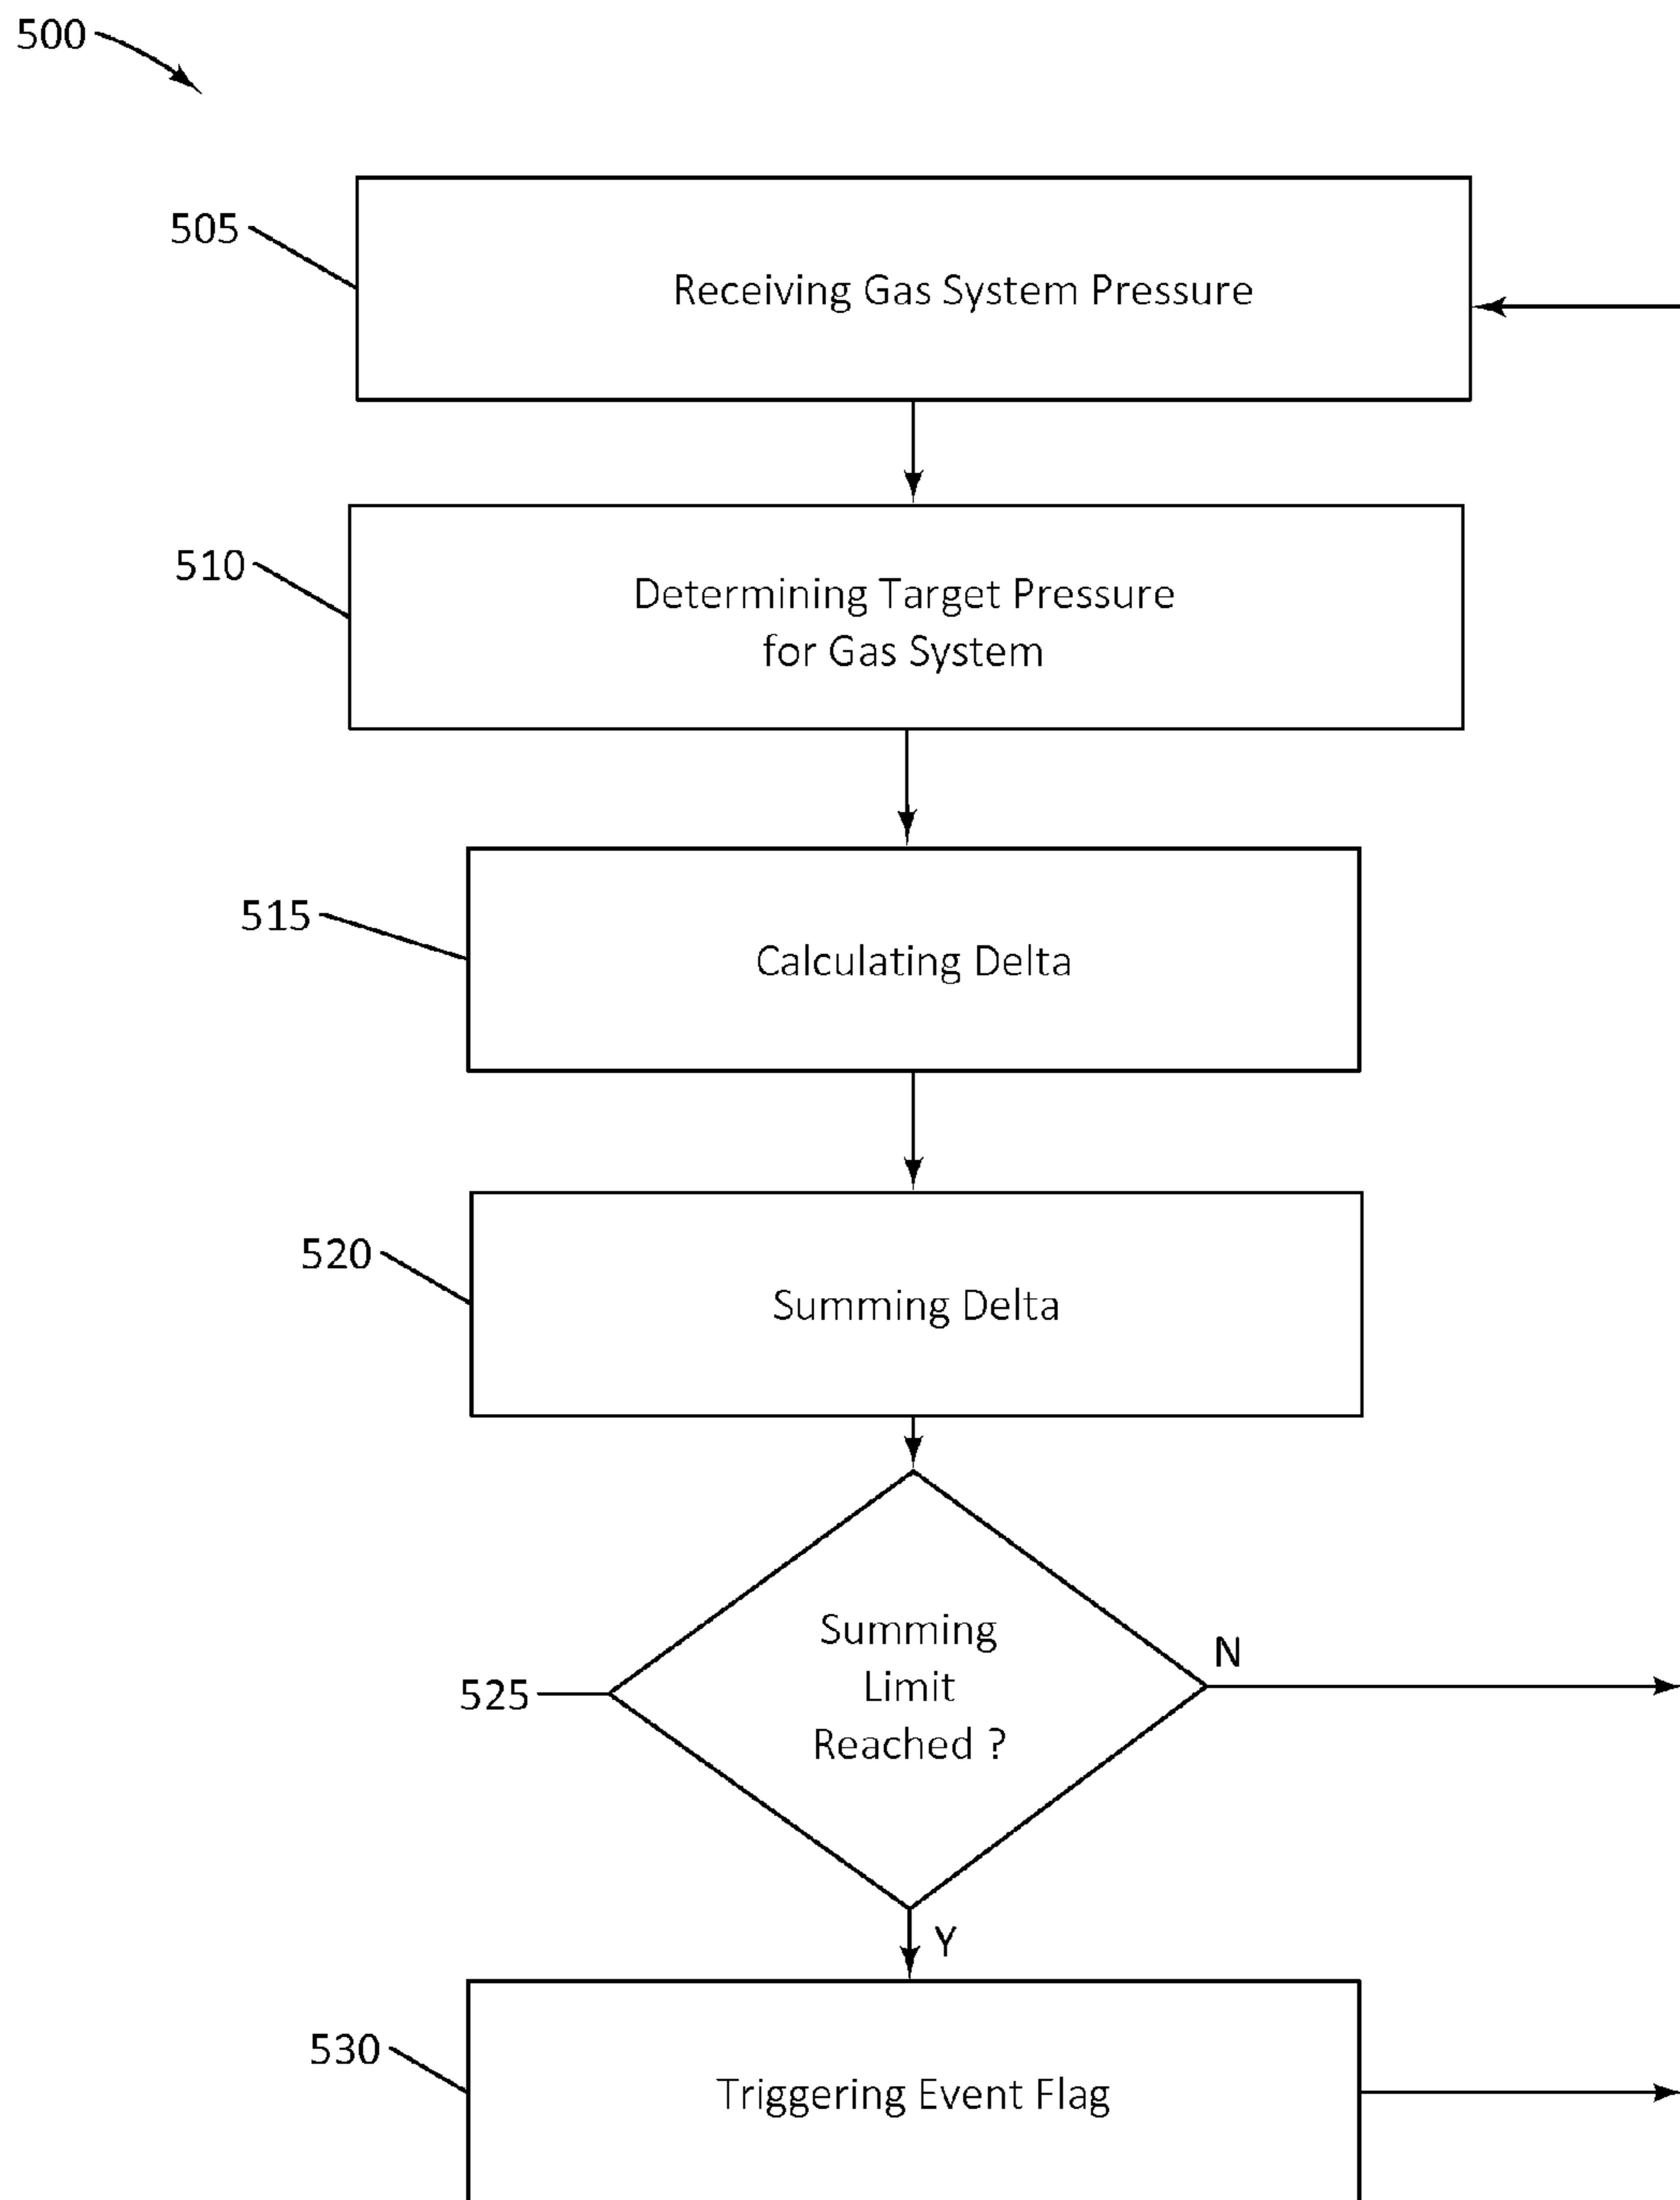 500
505
Receiving Gas System Pressure
510
Determining Target Pressure
for Gas System
515
Calculating Delta
520
Summing Delta
525
Summing
Limit
Reached ?
N
Y
530
Triggering Event Flag